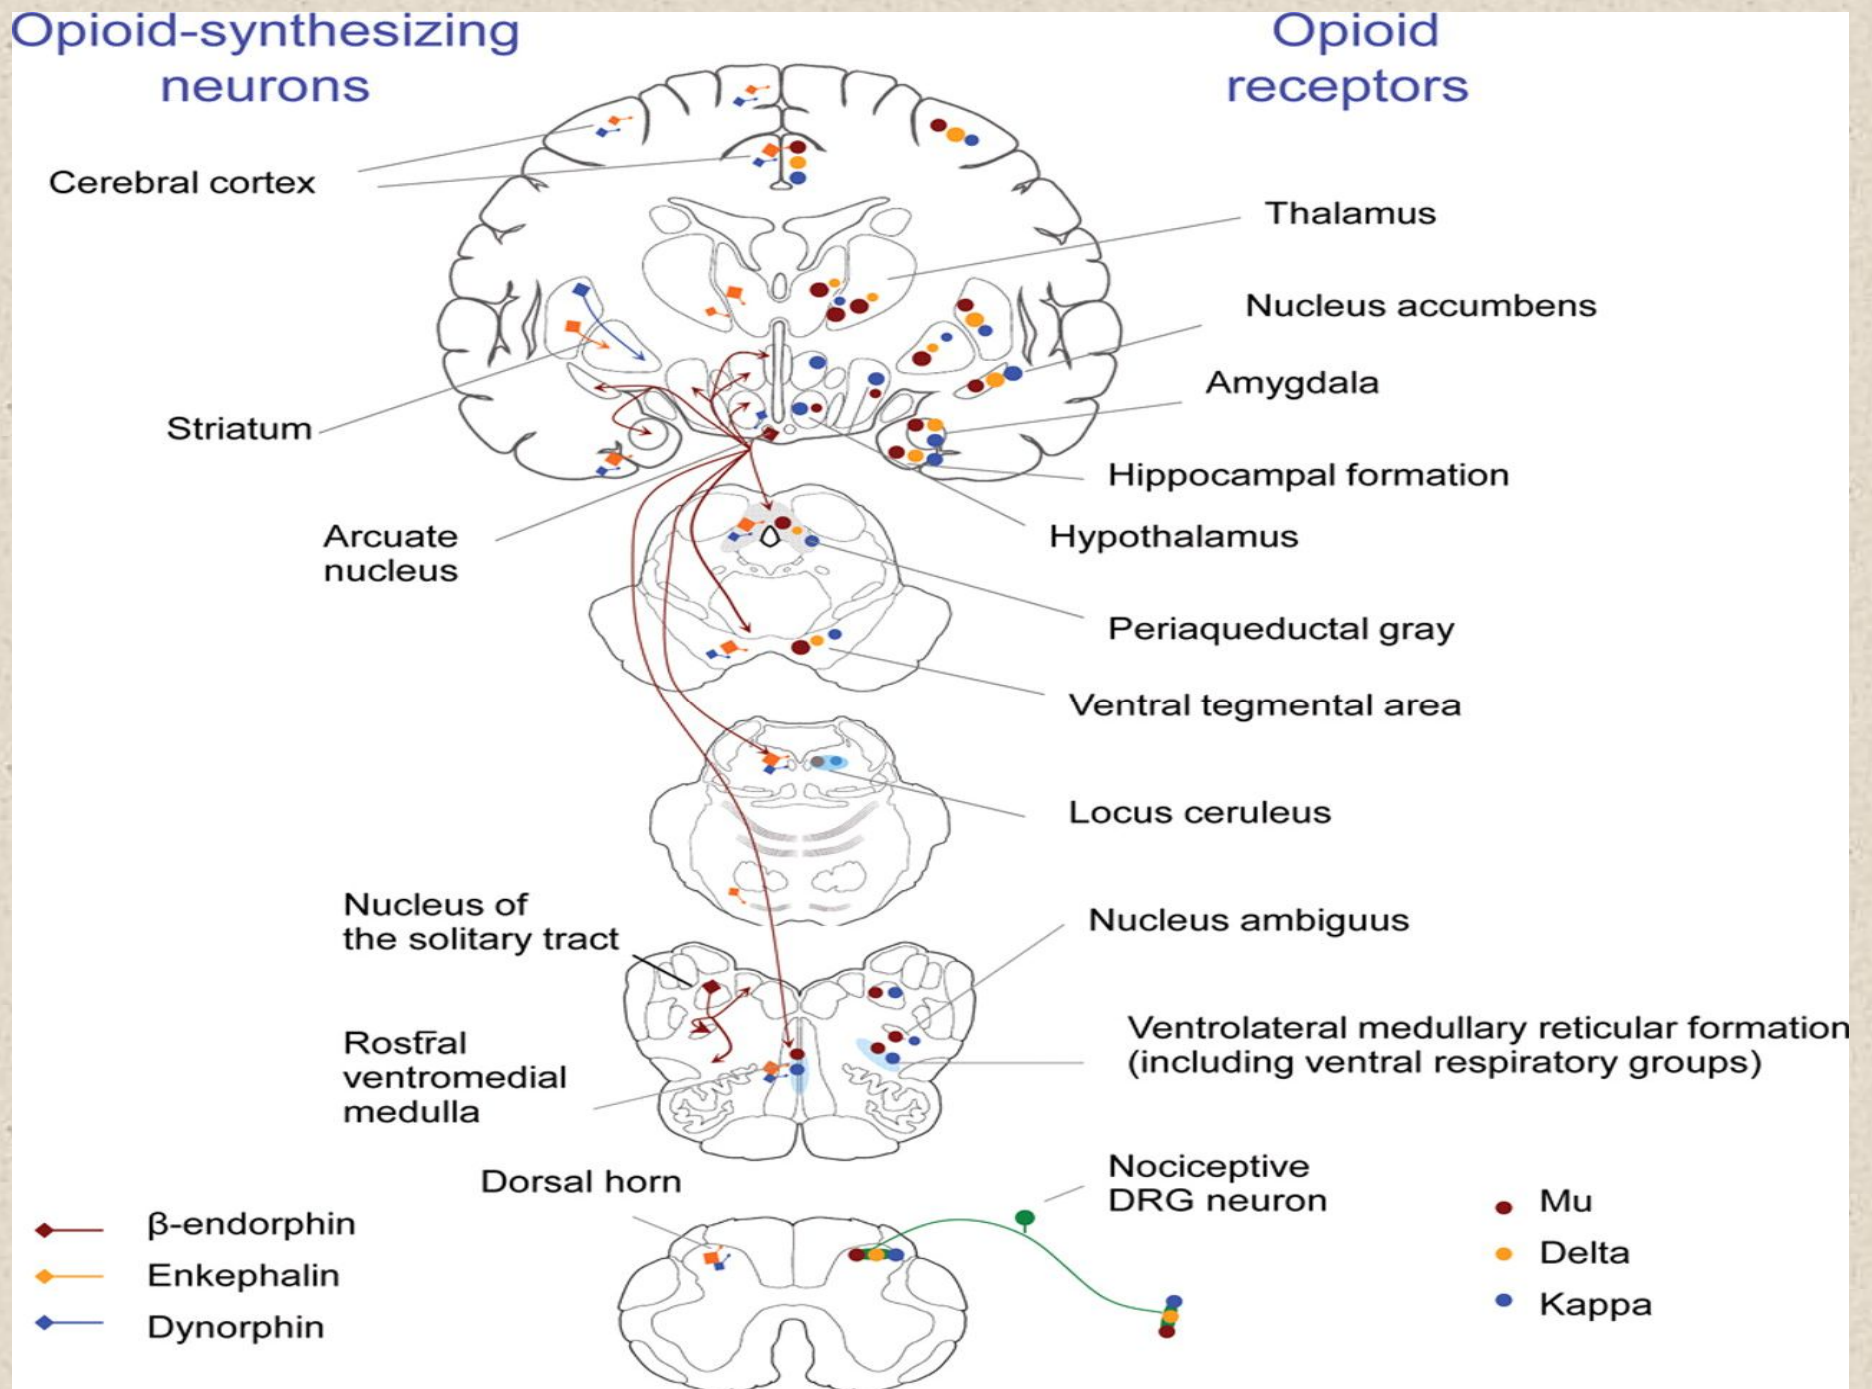 Opioid-synthesizing
neurons
Opioid
receptors
Cerebral cortex
Thalamus
Nucleus accumbens
Amygdala
Striatum
Hippocampal formation
Arcuate
nucleus
Hypothalamus
Periaqueductal gray
Ventral tegmental area
Locus ceruleus
Nucleus of
the solitary tract
Nucleus ambiguus
Rostral
ventromedial
medulla
Ventrolateral medullary reticular formation
(including ventral respiratory groups)
Dorsal horn
Nociceptive
DRG neuron
β-endorphin
Enkephalin
Dynorphin
Mu
Delta
Kappa